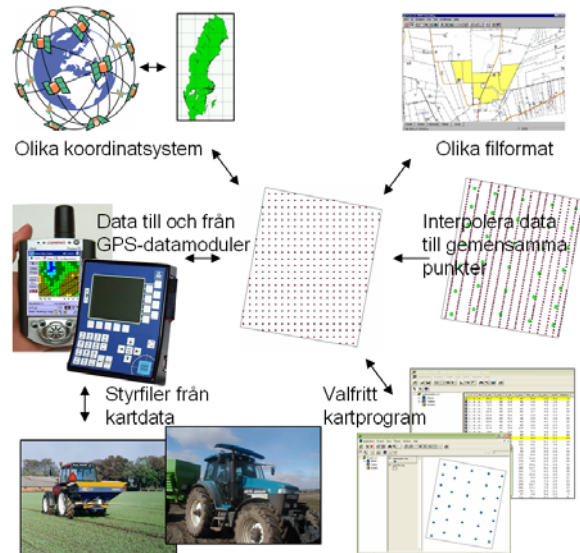 Olika koordinatsystem
Olika filformat
Data till och från
GPS-datamoduler
Interpolera data
till gemensamma
punkter
Styrfiler från
kartdata
Valfritt
kartprogram